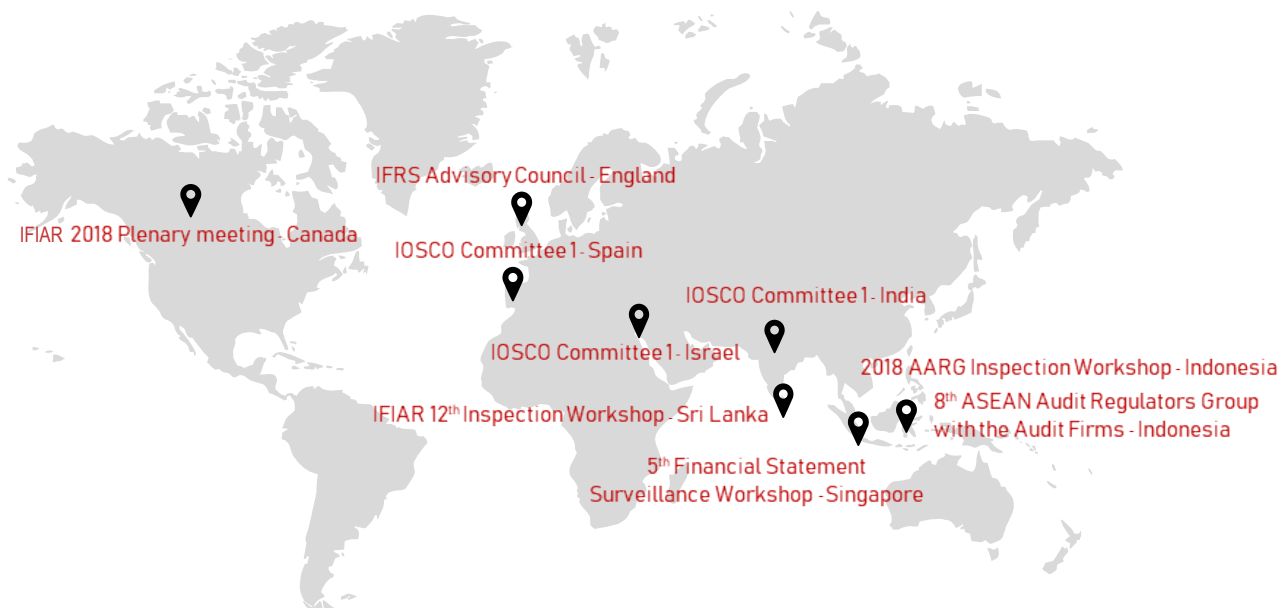 IFRS Advisory Council - England
IFIAR 2018 Plenary meeting - Canada
IOSCO Committee 1 - Spain
IOSCO Committee 1 - India
IOSCO Committee 1 - Israel
2018 AARG Inspection Workshop - Indonesia
8th ASEAN Audit Regulators Group
with the Audit Firms - Indonesia
IFIAR 12th Inspection Workshop - Sri Lanka
5th Financial Statement
Surveillance Workshop - Singapore